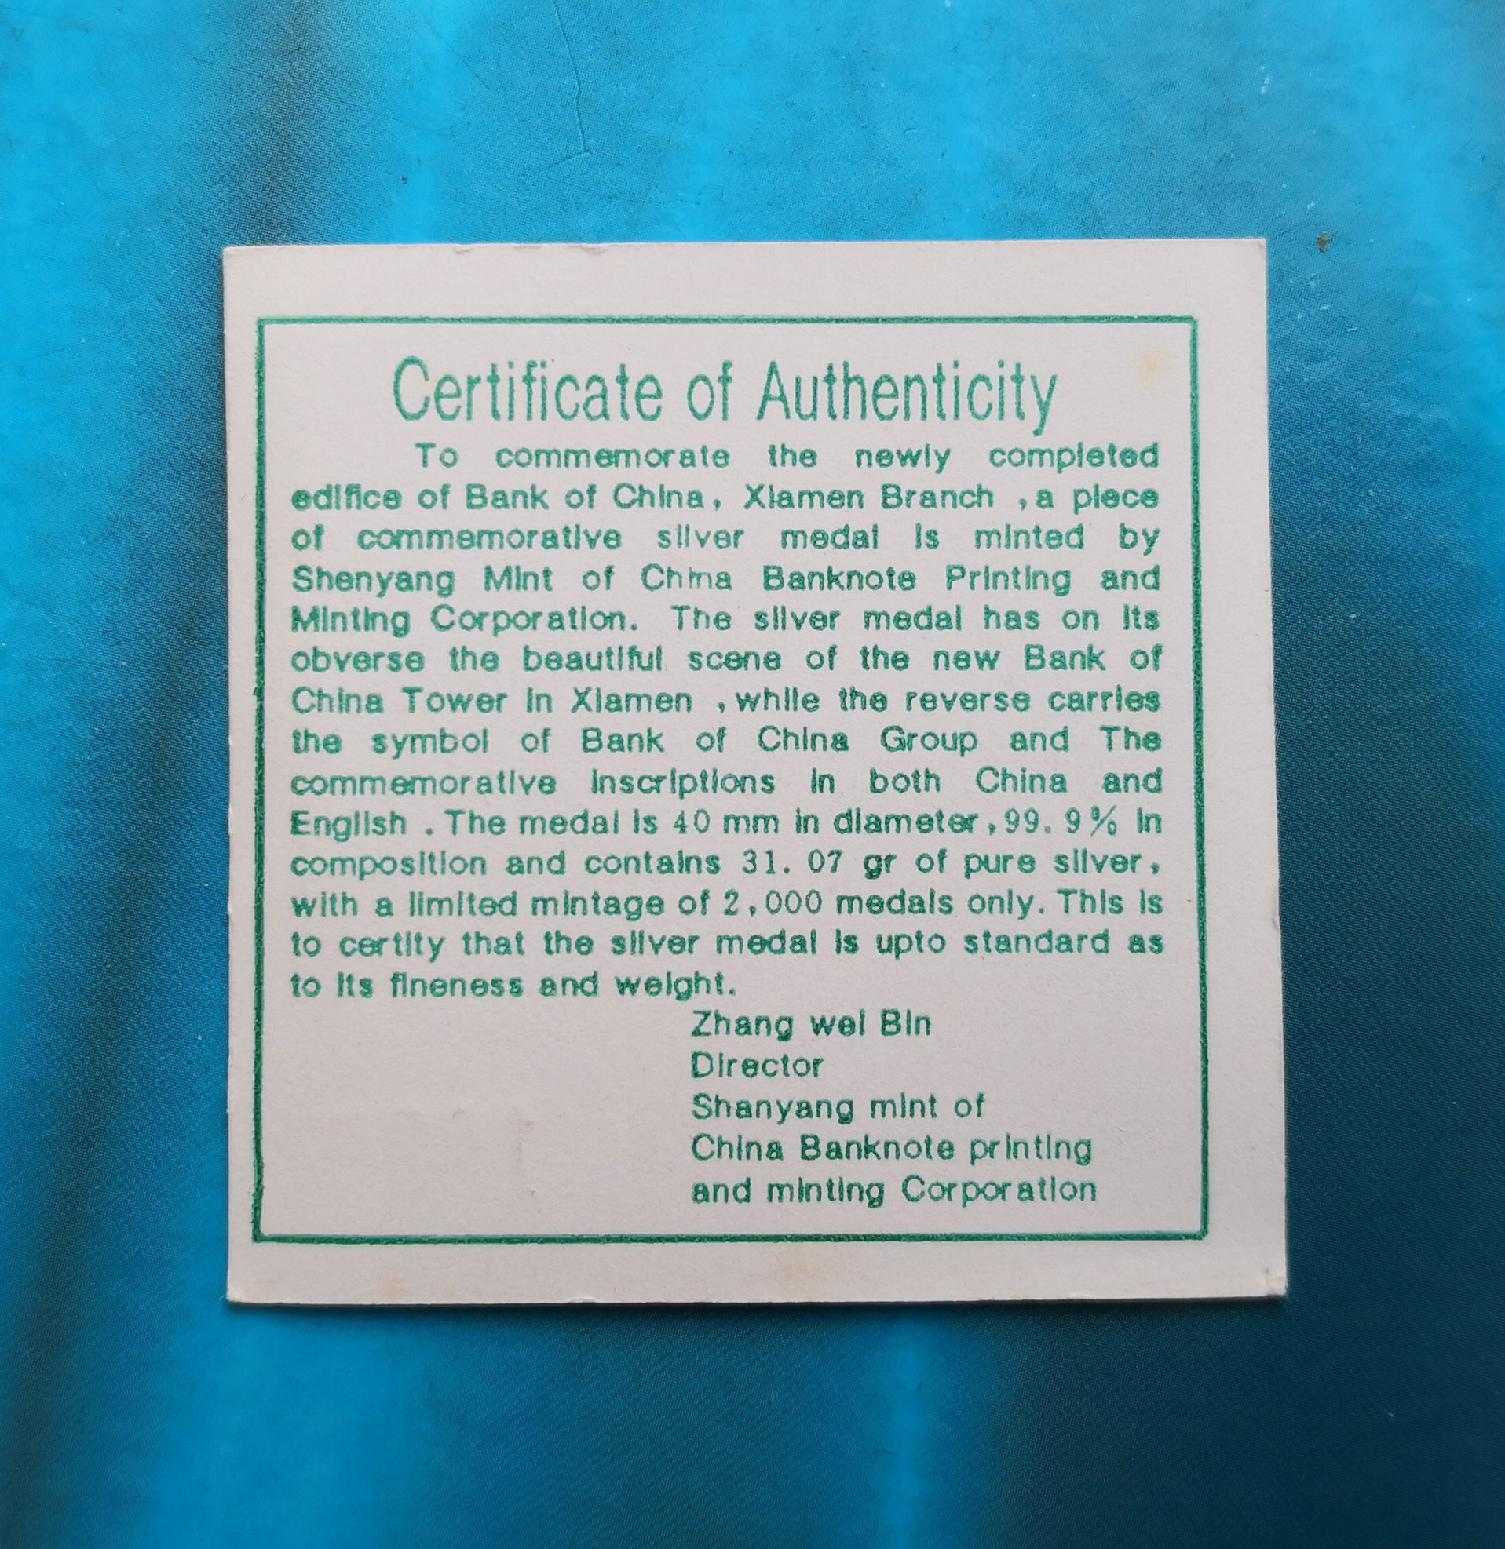 Certificate of Authenticity
To commemorate the newly completed
edifice of Bank of China, Xiamen Branch ,a piece
of commemorative silver medal is minted by
Shenyang Mint of China Banknote Printing and
Minting Corporation. The silver medal has on its
obverse the beautiful scene of the new Bank of
China Tower in Xiamen ,while the reverse carries
the symbol of Bank of China Group and The
commemorative inscriptions in both China and
English . The medal is 40 mm in diameter,99. 9% in
composition and contains 31. 07 gr of pure silver,
with a limited mintage of 2,000 medals only. This is
to certity that the silver medal is upto standard as
to its fineness and weight.
Zhang wei Bin
Director
Shanyang mint of
China Banknote printing
and minting Corporation